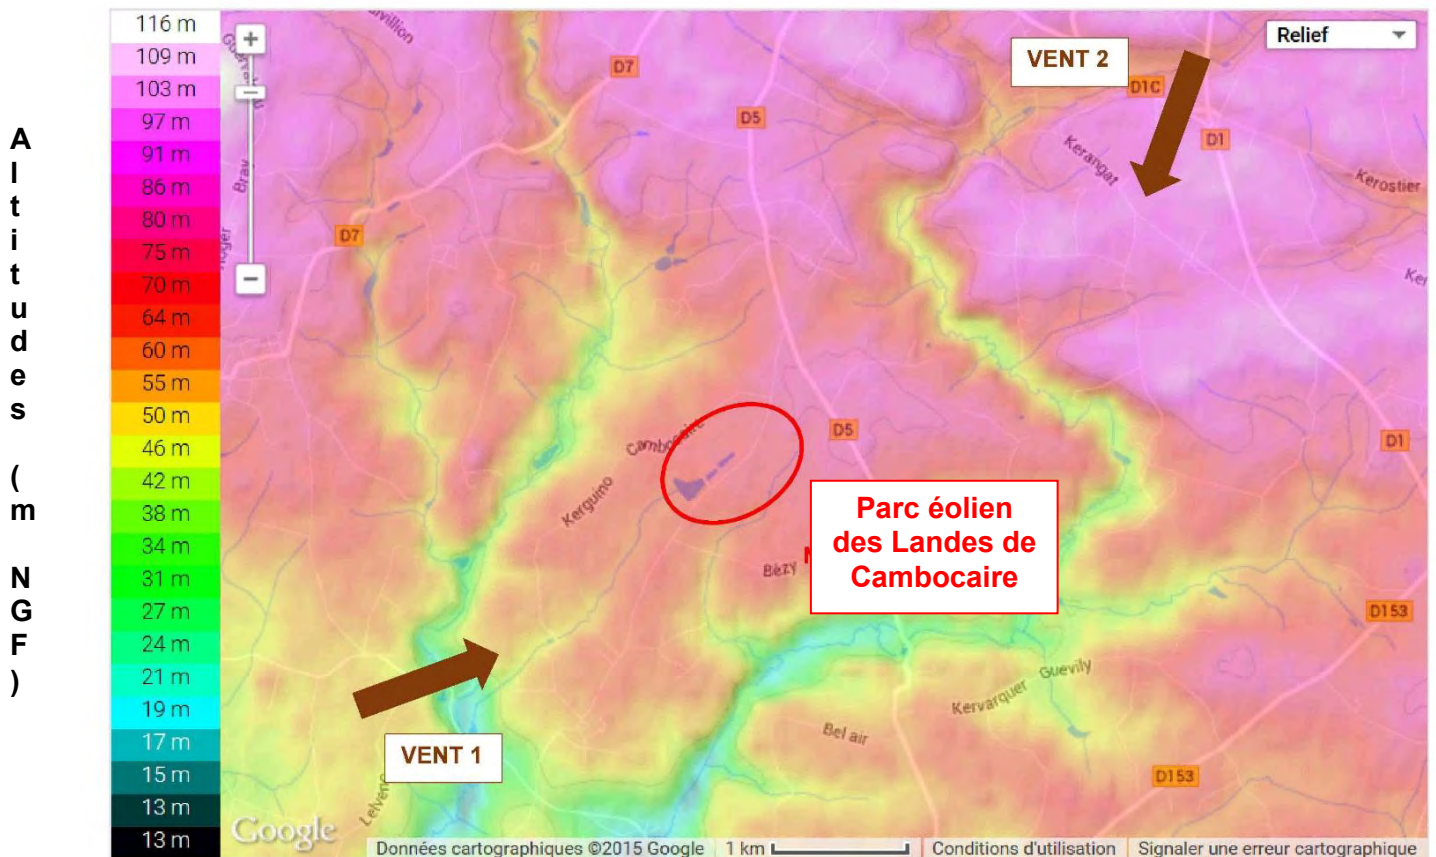 Altitudes (m NGF)
116 m
109 m
103 m
97 m
91 m
86 m
80 m
75 m
70 m
64 m
60 m
55 m
50 m
46 m
42 m
38 m
34 m
31 m
27 m
24 m
21 m
19 m
17 m
15 m
13 m
13 m
+
−
Relief
VENT 2
D7
D5
D1C
D1
Kerangat
Kerostier
Bray
D7
Cambocaire
Kerguino
D5
D1
Parc éolien
des Landes de
Cambocaire
Bézy
D153
Guevily
Kervarquer
Bel air
VENT 1
D153
Google
Données cartographiques ©2015 Google
1 km
Conditions d'utilisation
Signaler une erreur cartographique